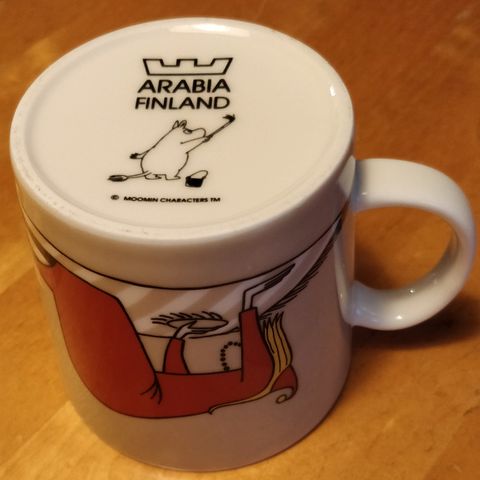 ARABIA
FINLAND
© MOOMIN CHARACTERS ™